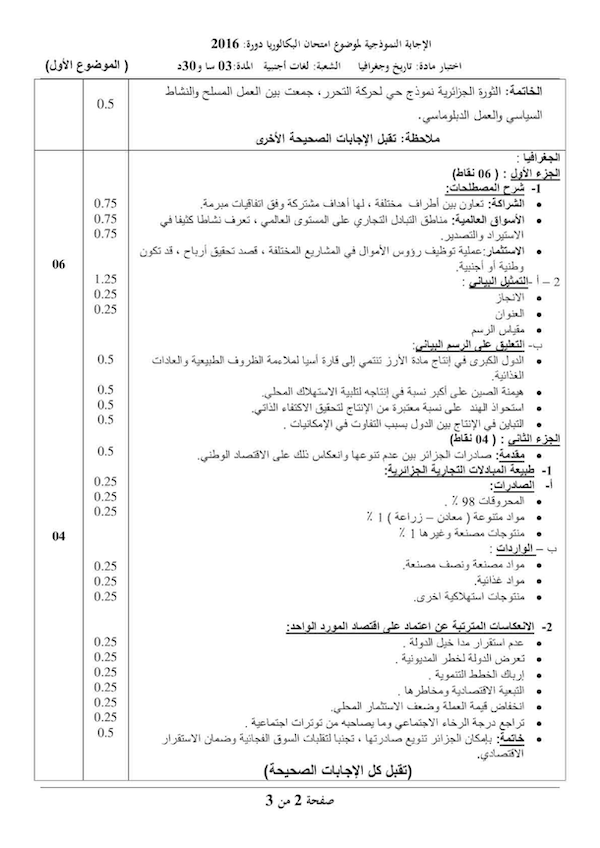 الإجابة النموذجية لموضوع امتحان البكالوريا دورة: 2016
اختبار مادة: تاريخ وجغرافيا الشعبة: لغات أجنبية المدة: 03 سا و30د ( الموضوع الأول)
الخاتمة: الثورة الجزائرية نموذج حي لحركة التحرر، جمعت بين العمل المسلح والنشاط
0.5
السياسي والعمل الدبلوماسي.
ملاحظة: تقبل الإجابات الصحيحة الأخرى
الجغرافيا :
الجزء الأول : ( 06 نقاط)
1- شرح المصطلحات:
• الشراكة: تعاون بين أطراف مختلفة ، لها أهداف مشتركة وفق اتفاقيات مبرمة. 0.75
• الأسواق العالمية: مناطق التبادل التجاري على المستوى العالمي ، تعرف نشاطا كثيفا في 0.75
الاستيراد والتصدير. 0.75
• الاستثمار:عملية توظيف رؤوس الأموال في المشاريع المختلفة ، قصد تحقيق أرباح ، قد تكون
وطنية أو أجنبية. 06
2 – أ -التمثيل البياني : 1.25
• الانجاز 0.25
• العنوان 0.25
• مقياس الرسم
ب- التعليق على الرسم البياني:
• الدول الكبرى في إنتاج مادة الأرز تنتمي إلى قارة أسيا لملاءمة الظروف الطبيعية والعادات 0.5
الغذائية.
• هيمنة الصين على أكبر نسبة في إنتاجه لتلبية الاستهلاك المحلي. 0.5
• استحواذ الهند على نسبة معتبرة من الإنتاج لتحقيق الاكتفاء الذاتي. 0.5
• التباين في الإنتاج بين الدول بسبب التفاوت في الإمكانيات . 0.5
الجزء الثاني : ( 04 نقاط)
• مقدمة: صادرات الجزائر بين عدم تنوعها وانعكاس ذلك على الاقتصاد الوطني. 0.5
1- طبيعة المبادلات التجارية الجزائرية:
أ- الصادرات: 0.25
• المحروقات 98 ٪ . 0.25
• مواد متنوعة ( معادن – زراعة ) 1 ٪ 0.25
• منتوجات مصنعة وغيرها 1 ٪ 04
ب – الواردات :
• مواد مصنعة ونصف مصنعة. 0.25
• مواد غذائية. 0.25
• منتوجات استهلاكية اخرى. 0.25
2- الانعكاسات المترتبة عن اعتماد على اقتصاد المورد الواحد:
• عدم استقرار مدا خيل الدولة . 0.25
• تعرض الدولة لخطر المديونية . 0.25
• إرباك الخطط التنموية . 0.25
• التبعية الاقتصادية ومخاطرها . 0.25
• انخفاض قيمة العملة وضعف الاستثمار المحلي. 0.25
• تراجع درجة الرخاء الاجتماعي وما يصاحبه من توترات اجتماعية . 0.25
• خاتمة: بإمكان الجزائر تنويع صادرتها ، تجنبا لتقلبات السوق الفجائية وضمان الاستقرار 0.5
الاقتصادي.
(تقبل كل الإجابات الصحيحة)
صفحة 2 من 3